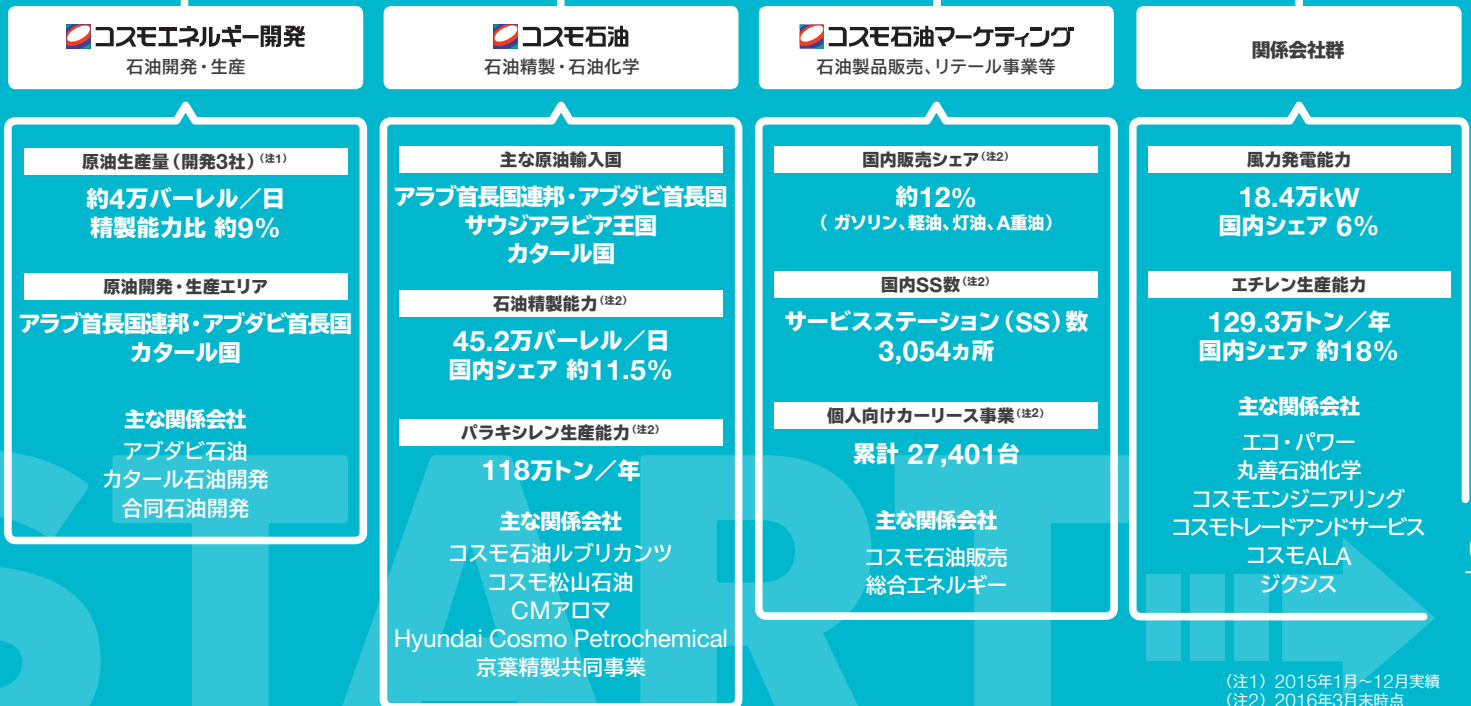 コスモエネルギー開発
石油開発・生産
原油生産量（開発3社）（注1）
約4万バーレル／日
精製能力比 約9％
原油開発・生産エリア
アラブ首長国連邦・アブダビ首長国
カタール国
主な関係会社
アブダビ石油
カタール石油開発
合同石油開発
コスモ石油
石油精製・石油化学
主な原油輸入国
アラブ首長国連邦・アブダビ首長国
サウジアラビア王国
カタール国
石油精製能力（注2）
45.2万バーレル／日
国内シェア 約11.5％
パラキシレン生産能力（注2）
118万トン／年
主な関係会社
コスモ石油ルブリカンツ
コスモ松山石油
CMアロマ
Hyundai Cosmo Petrochemical
京葉精製共同事業
コスモ石油マーケティング
石油製品販売、リテール事業等
国内販売シェア（注2）
約12％
（ ガソリン、軽油、灯油、A重油）
国内SS数（注2）
サービスステーション（SS）数
3,054ヵ所
個人向けカーリース事業（注2）
累計 27,401台
主な関係会社
コスモ石油販売
総合エネルギー
関係会社群
風力発電能力
18.4万kW
国内シェア 6％
エチレン生産能力
129.3万トン／年
国内シェア 約18％
主な関係会社
エコ・パワー
丸善石油化学
コスモエンジニアリング
コスモトレードアンドサービス
コスモALA
ジクシス
START
（注1）2015年1月～12月実績
（注2）2016年3月末時点